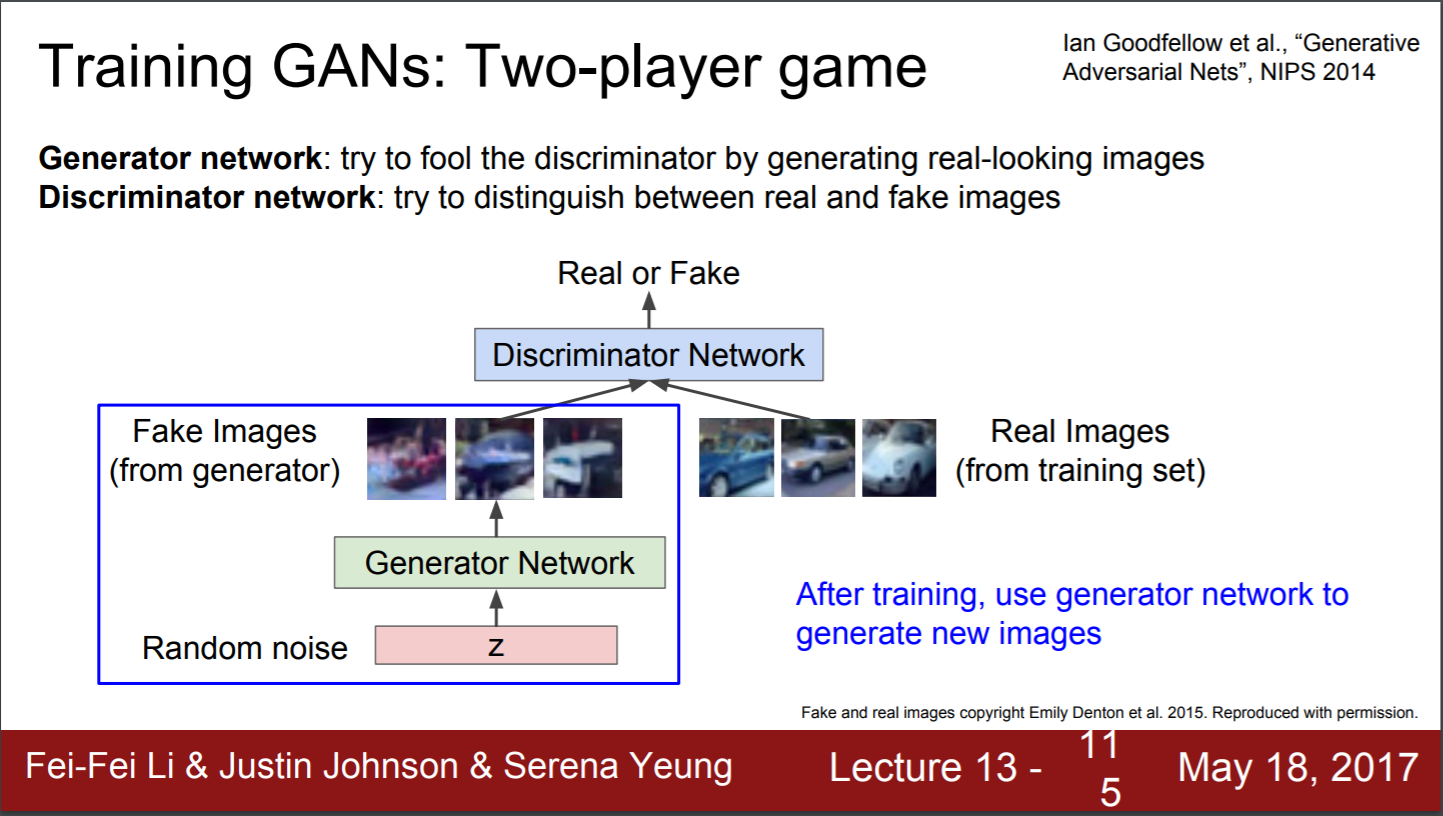 Training GANs: Two-player game
Ian Goodfellow et al., “Generative
Adversarial Nets”, NIPS 2014
Generator network: try to fool the discriminator by generating real-looking images
Discriminator network: try to distinguish between real and fake images
Real or Fake
Discriminator Network
Fake Images
(from generator)
Real Images
(from training set)
Generator Network
Random noise
z
After training, use generator network to
generate new images
Fake and real images copyright Emily Denton et al. 2015. Reproduced with permission.
Fei-Fei Li & Justin Johnson & Serena Yeung
Lecture 13 -
11
5
May 18, 2017